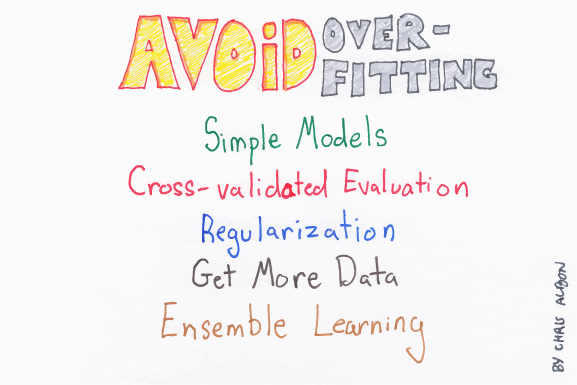 AVOiD OVER-
FITTING
Simple Models
Cross-validated Evaluation
Regularization
Get More Data
Ensemble Learning
BY CHRIS ALBON